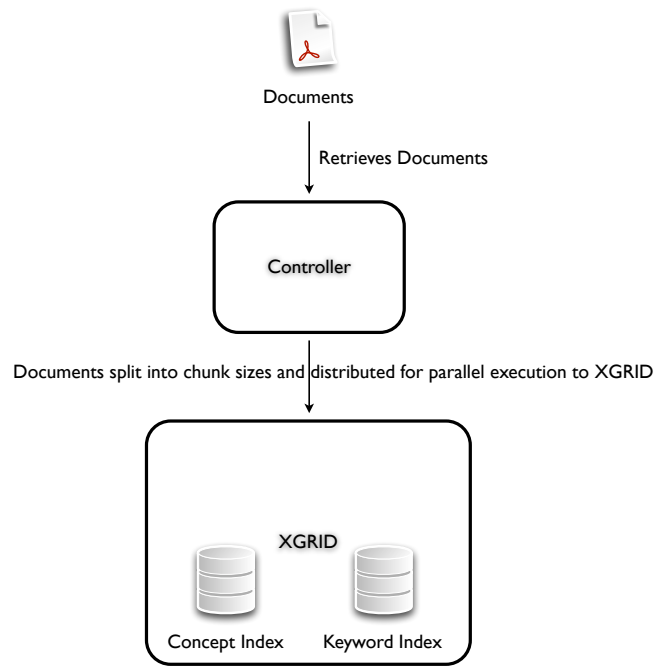 Documents
Retrieves Documents
Controller
Documents split into chunk sizes and distributed for parallel execution to XGRID
XGRID
Concept Index
Keyword Index